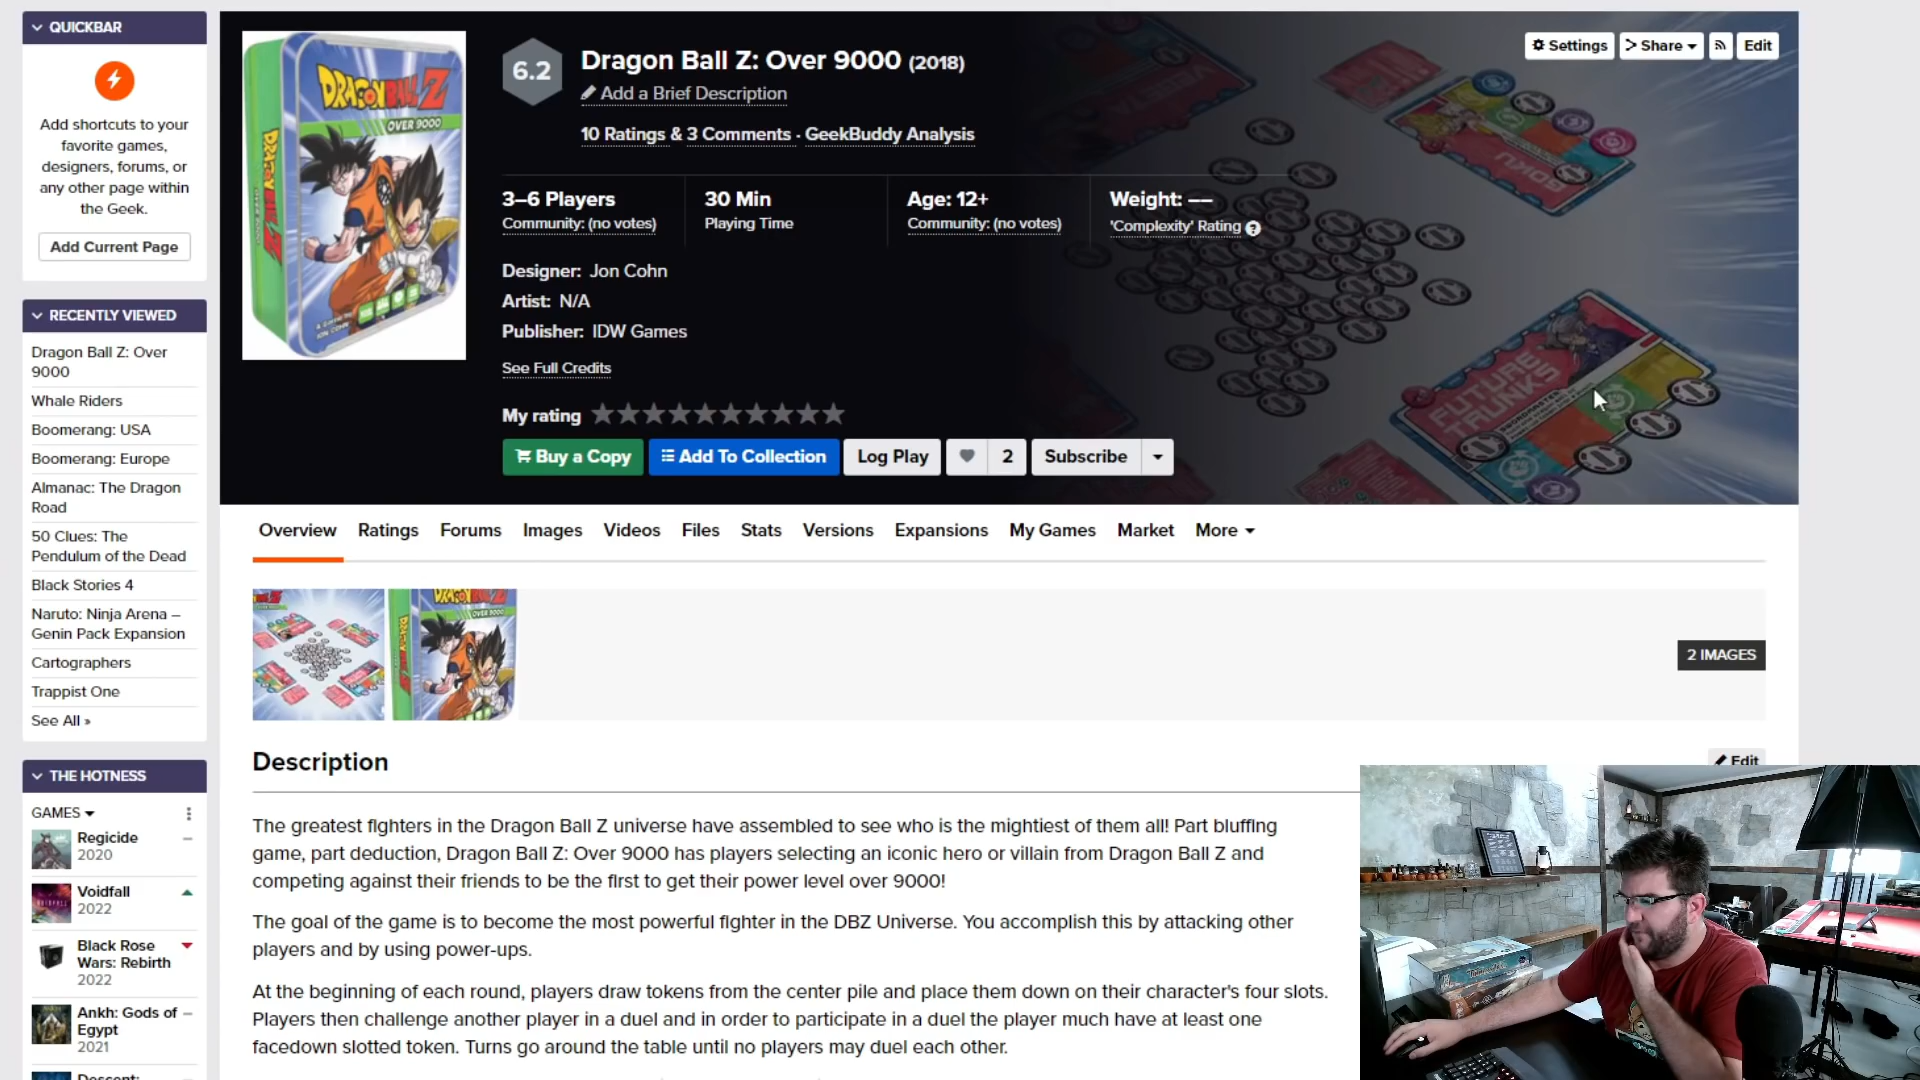 QUICKBAR
Add shortcuts to your
favorite games,
designers, forums, or
any other page within
the Geek.
Add Current Page
RECENTLY VIEWED
Dragon Ball Z: Over
9000
Whale Riders
Boomerang: USA
Boomerang: Europe
Almanac: The Dragon
Road
50 Clues: The
Pendulum of the Dead
Black Stories 4
Naruto: Ninja Arena –
Genin Pack Expansion
Cartographers
Trappist One
See All »
THE HOTNESS
GAMES
Regicide
2020
Voidfall
2022
Black Rose
Wars: Rebirth
2022
Ankh: Gods of
Egypt
2021
Descent:
DRAGON BALL Z
OVER 9000
DRAGON BALL Z
6.2
Dragon Ball Z: Over 9000 (2018)
Add a Brief Description
10 Ratings & 3 Comments · GeekBuddy Analysis
Settings
Share
Edit
3–6 Players
Community: (no votes)
30 Min
Playing Time
Age: 12+
Community: (no votes)
Weight: ––
'Complexity' Rating ?
Designer: Jon Cohn
Artist: N/A
Publisher: IDW Games
See Full Credits
My rating
Buy a Copy
Add To Collection
Log Play
2
Subscribe
GOKU
FUTURE
TRUNKS
Overview
Ratings
Forums
Images
Videos
Files
Stats
Versions
Expansions
My Games
Market
More
DRAGON BALL Z
OVER 9000
2 IMAGES
Description
Edit
The greatest fighters in the Dragon Ball Z universe have assembled to see who is the mightiest of them all! Part bluffing
game, part deduction, Dragon Ball Z: Over 9000 has players selecting an iconic hero or villain from Dragon Ball Z and
competing against their friends to be the first to get their power level over 9000!
The goal of the game is to become the most powerful fighter in the DBZ Universe. You accomplish this by attacking other
players and by using power-ups.
At the beginning of each round, players draw tokens from the center pile and place them down on their character's four slots.
Players then challenge another player in a duel and in order to participate in a duel the player much have at least one
facedown slotted token. Turns go around the table until no players may duel each other.